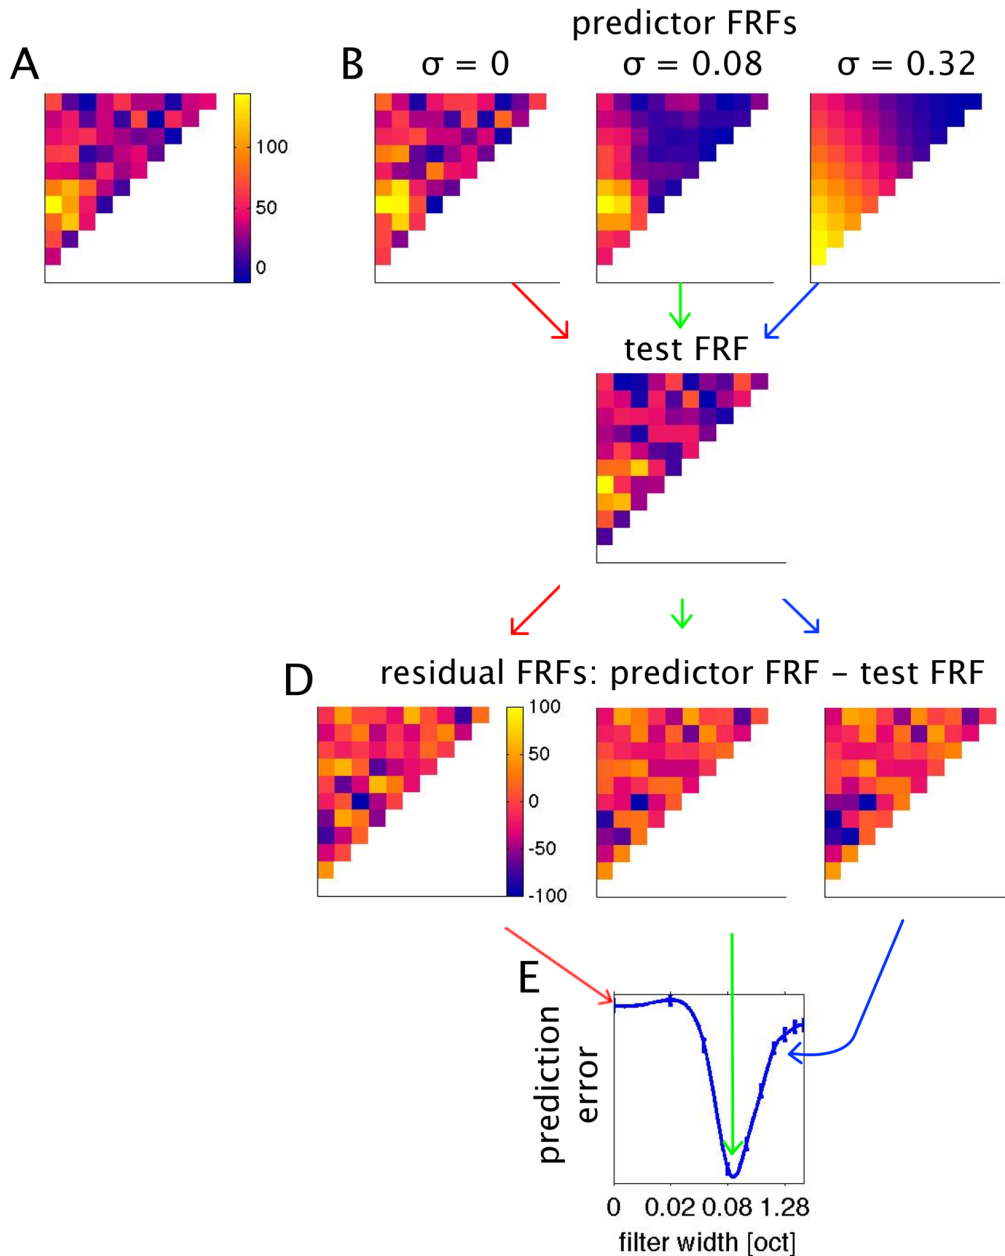 predictor FRFs
A
B
σ = 0
σ = 0.08
σ = 0.32
100
50
0
test FRF
D
residual FRFs: predictor FRF – test FRF
100
50
0
-50
-100
E
prediction
error
0 0.02 0.08 1.28
filter width [oct]